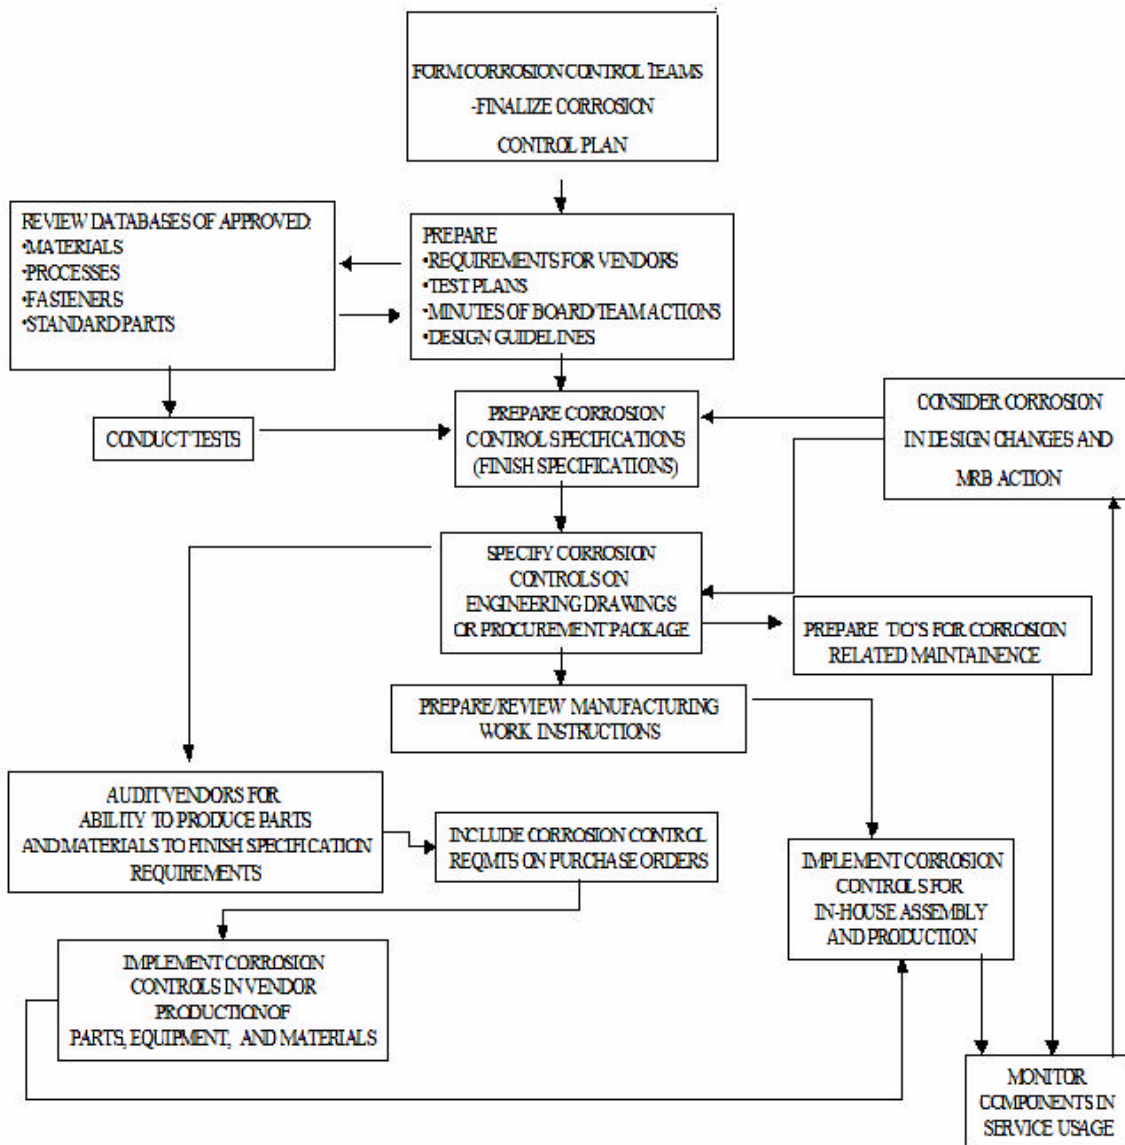 FORM CORROSION CONTROL TEAMS
-FINALIZE CORROSION
CONTROL PLAN
REVIEW DATABASES OF APPROVED:
•MATERIALS
•PROCESSES
•FASTENERS
•STANDARD PARTS
PREPARE
•REQUIREMENTS FOR VENDORS
•TEST PLANS
•MINUTES OF BOARD/TEAM ACTIONS
•DESIGN GUIDELINES
CONDUCT TESTS
PREPARE CORROSION
CONTROL SPECIFICATIONS
(FINISH SPECIFICATIONS)
CONSIDER CORROSION
IN DESIGN CHANGES AND
MRB ACTION
SPECIFY CORROSION
CONTROLS ON
ENGINEERING DRAWINGS
OR PROCUREMENT PACKAGE
PREPARE T.O.'S FOR CORROSION
RELATED MAINTAINENCE
PREPARE/REVIEW MANUFACTURING
WORK INSTRUCTIONS
AUDIT VENDORS FOR
ABILITY TO PRODUCE PARTS
AND MATERIALS TO FINISH SPECIFICATION
REQUIREMENTS
INCLUDE CORROSION CONTROL
REQMTS ON PURCHASE ORDERS
IMPLEMENT CORROSION
CONTROLS FOR
IN-HOUSE ASSEMBLY
AND PRODUCTION
IMPLEMENT CORROSION
CONTROLS IN VENDOR
PRODUCTION OF
PARTS, EQUIPMENT, AND MATERIALS
MONITOR
COMPONENTS IN
SERVICE USAGE